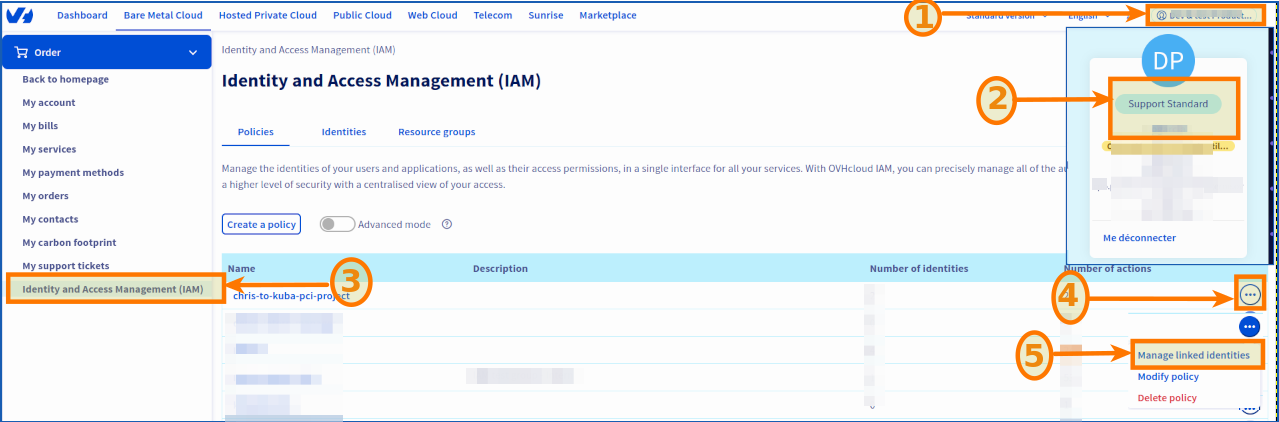 Dashboard Bare Metal Cloud Hosted Private Cloud Public Cloud Web Cloud Telecom Sunrise Marketplace Standard version English
1
Order
Back to homepage
My account
My bills
My services
My payment methods
My orders
My contacts
My carbon footprint
My support tickets
Identity and Access Management (IAM)
Identity and Access Management (IAM)
Identity and Access Management (IAM)
Policies Identities Resource groups
Manage the identities of your users and applications, as well as their access permissions, in a single interface for all your services. With OVHcloud IAM, you can precisely manage all of the
a higher level of security with a centralised view of your access.
Create a policy Advanced mode ?
DP
2
Support Standard
til...
Me déconnecter
Name Description Number of identities Number of actions
3
chris-to-kuba-pci-project
4
5
Manage linked identities
Modify policy
Delete policy